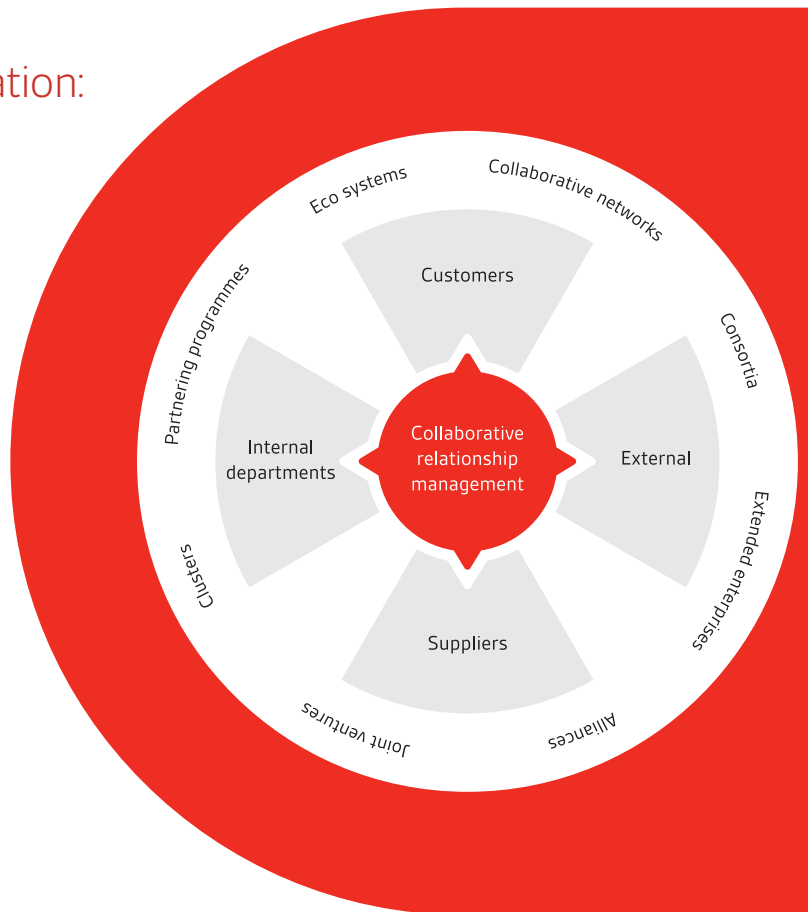 ation:
Eco systems
Collaborative networks
Partnering programmes
Customers
Consortia
Collaborative
relationship
management
Internal
departments
External
Extended enterprises
Clusters
Suppliers
Joint ventures
Alliances